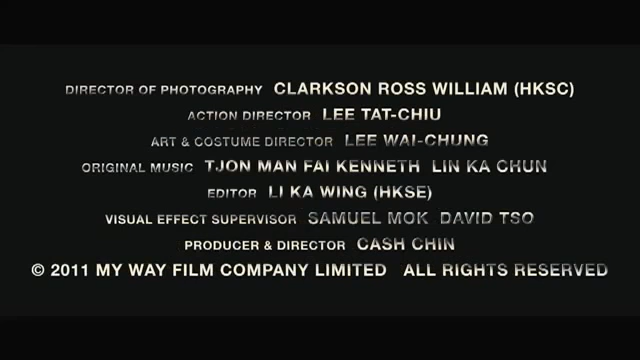 DIRECTOR OF PHOTOGRAPHY CLARKSON ROSS WILLIAM (HKSC)
ACTION DIRECTOR LEE TAT-CHIU
ART & COSTUME DIRECTOR LEE WAI-CHUNG
ORIGINAL MUSIC TJON MAN FAI KENNETH LIN KA CHUN
EDITOR LI KA WING (HKSE)
VISUAL EFFECT SUPERVISOR SAMUEL MOK DAVID TSO
PRODUCER & DIRECTOR CASH CHIN
© 2011 MY WAY FILM COMPANY LIMITED ALL RIGHTS RESERVED